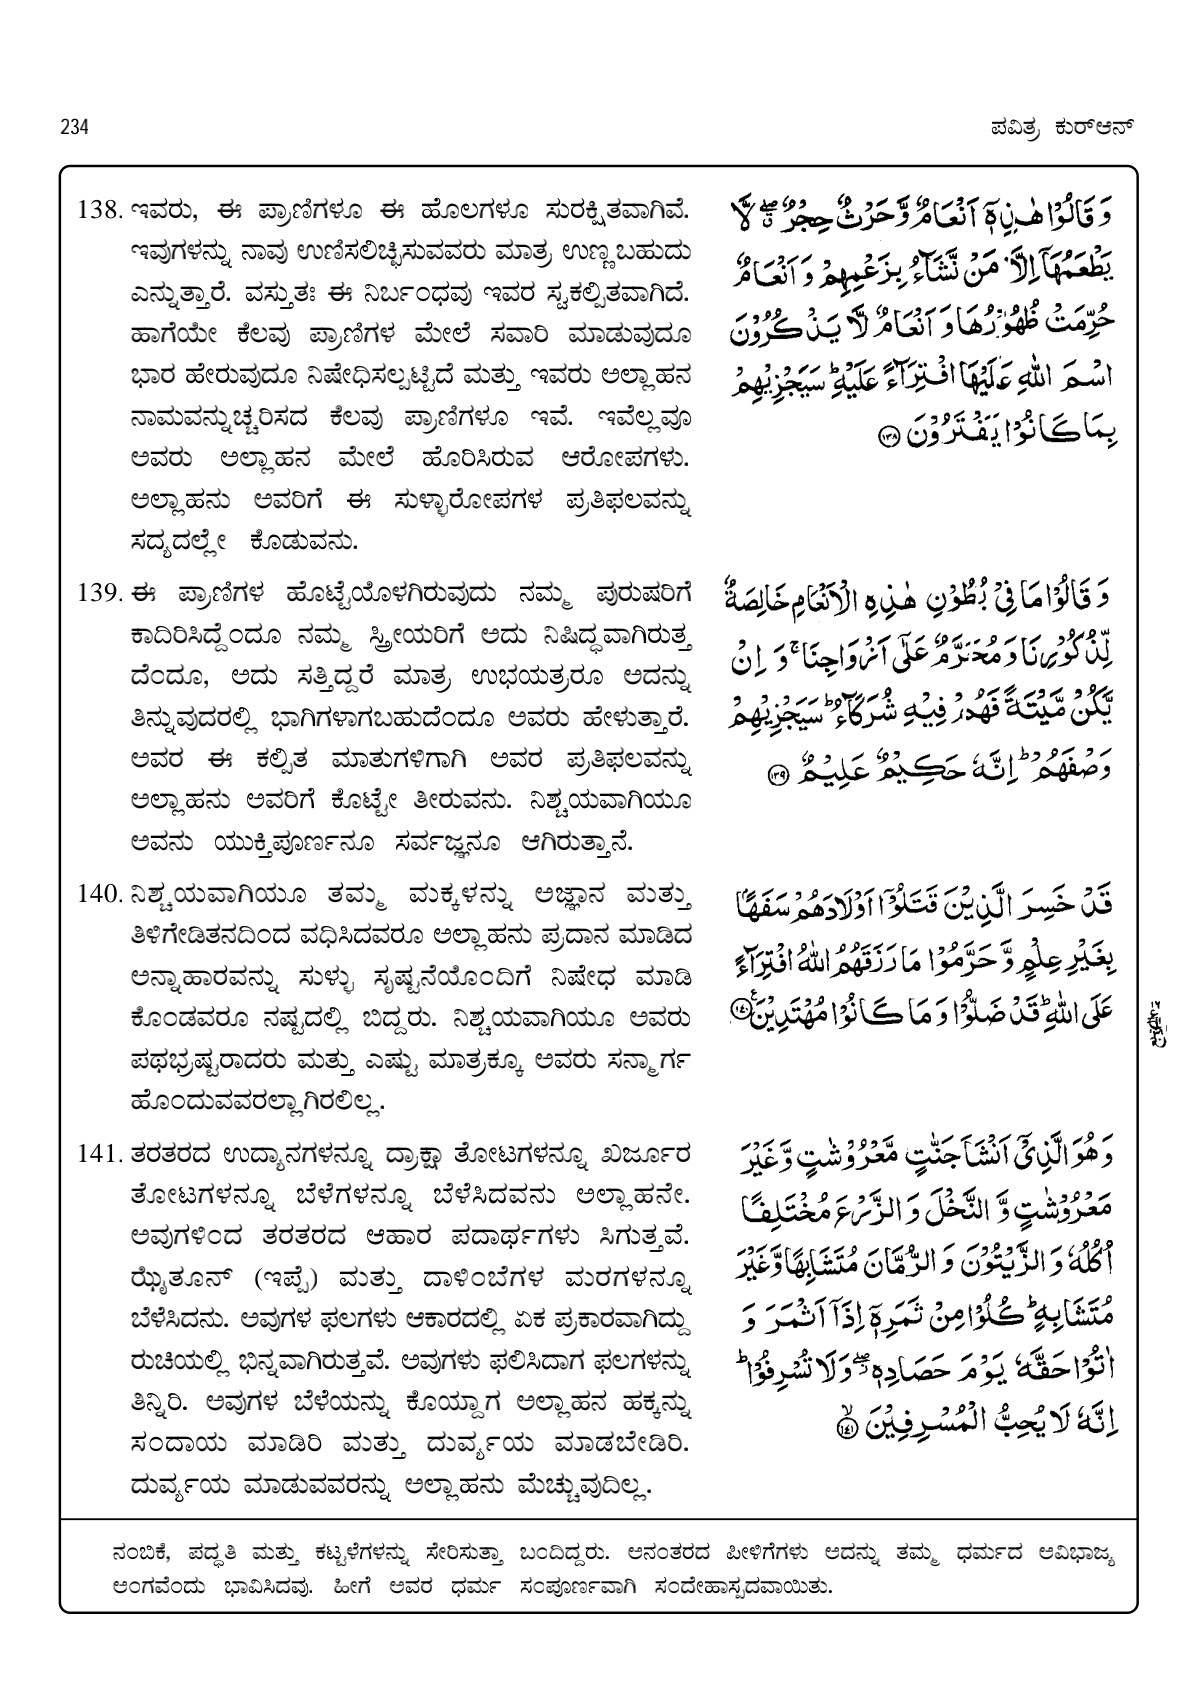 234
ಪವಿತ್ರ ಕುರ್‌ಆನ್
138. ಇವರು, ಈ ಪ್ರಾಣಿಗಳೂ ಈ ಹೊಲಗಳೂ ಸುರಕ್ಷಿತವಾಗಿವೆ.
ಇವುಗಳನ್ನು ನಾವು ಉಣಿಸಲಿಚ್ಛಿಸುವವರು ಮಾತ್ರ ಉಣ್ಣಬಹುದು
ಎನ್ನುತ್ತಾರೆ. ವಸ್ತುತಃ ಈ ನಿರ್ಬಂಧವು ಇವರ ಸ್ವಕಲ್ಪಿತವಾಗಿದೆ.
ಹಾಗೆಯೇ ಕೆಲವು ಪ್ರಾಣಿಗಳ ಮೇಲೆ ಸವಾರಿ ಮಾಡುವುದೂ
ಭಾರ ಹೇರುವುದೂ ನಿಷೇಧಿಸಲ್ಪಟ್ಟಿದೆ ಮತ್ತು ಇವರು ಅಲ್ಲಾಹನ
ನಾಮವನ್ನುಚ್ಚರಿಸದ ಕೆಲವು ಪ್ರಾಣಿಗಳೂ ಇವೆ. ಇವೆಲ್ಲವೂ
ಅವರು ಅಲ್ಲಾಹನ ಮೇಲೆ ಹೊರಿಸಿರುವ ಆರೋಪಗಳು.
ಅಲ್ಲಾಹನು ಅವರಿಗೆ ಈ ಸುಳ್ಳಾರೋಪಗಳ ಪ್ರತಿಫಲವನ್ನು
ಸದ್ಯದಲ್ಲೇ ಕೊಡುವನು.
وَقَالُوْا هٰذِهٖٓ اَنْعَامٌ وَّحَرْثٌ حِجْرٌ ۖ لَّا
يَطْعَمُهَآ اِلَّا مَنْ نَّشَآءُ بِزَعْمِهِمْ وَاَنْعَامٌ
حُرِّمَتْ ظُهُوْرُهَا وَاَنْعَامٌ لَّا يَذْكُرُوْنَ
اسْمَ اللّٰهِ عَلَيْهَا افْتِرَآءً عَلَيْهِ ؕ سَيَجْزِيْهِمْ
بِمَا كَانُوْا يَفْتَرُوْنَ ﴿۱۳۸﴾
139. ಈ ಪ್ರಾಣಿಗಳ ಹೊಟ್ಟೆಯೊಳಗಿರುವುದು ನಮ್ಮ ಪುರುಷರಿಗೆ
ಕಾದಿರಿಸಿದ್ದೆಂದೂ ನಮ್ಮ ಸ್ತ್ರೀಯರಿಗೆ ಅದು ನಿಷಿದ್ಧವಾಗಿರುತ್ತ
ದೆಂದೂ, ಅದು ಸತ್ತಿದ್ದರೆ ಮಾತ್ರ ಉಭಯತ್ರರೂ ಅದನ್ನು
ತಿನ್ನುವುದರಲ್ಲಿ ಭಾಗಿಗಳಾಗಬಹುದೆಂದೂ ಅವರು ಹೇಳುತ್ತಾರೆ.
ಅವರ ಈ ಕಲ್ಪಿತ ಮಾತುಗಳಿಗಾಗಿ ಅವರ ಪ್ರತಿಫಲವನ್ನು
ಅಲ್ಲಾಹನು ಅವರಿಗೆ ಕೊಟ್ಟೇ ತೀರುವನು. ನಿಶ್ಚಯವಾಗಿಯೂ
ಅವನು ಯುಕ್ತಿಪೂರ್ಣನೂ ಸರ್ವಜ್ಞನೂ ಆಗಿರುತ್ತಾನೆ.
وَقَالُوْا مَا فِىْ بُطُوْنِ هٰذِهِ الْاَنْعَامِ خَالِصَةٌ
لِّذُكُوْرِنَا وَمُحَرَّمٌ عَلٰٓى اَزْوَاجِنَا ۚ وَاِنْ
يَّكُنْ مَّيْتَةً فَهُمْ فِيْهِ شُرَكَآءُ ؕ سَيَجْزِيْهِمْ
وَصْفَهُمْ ؕ اِنَّهٗ حَكِيْمٌ عَلِيْمٌ ﴿۱۳۹﴾
140. ನಿಶ್ಚಯವಾಗಿಯೂ ತಮ್ಮ ಮಕ್ಕಳನ್ನು ಅಜ್ಞಾನ ಮತ್ತು
ತಿಳಿಗೇಡಿತನದಿಂದ ವಧಿಸಿದವರೂ ಅಲ್ಲಾಹನು ಪ್ರದಾನ ಮಾಡಿದ
ಅನ್ನಾಹಾರವನ್ನು ಸುಳ್ಳು ಸೃಷ್ಟನೆಯೊಂದಿಗೆ ನಿಷೇಧ ಮಾಡಿ
ಕೊಂಡವರೂ ನಷ್ಟದಲ್ಲಿ ಬಿದ್ದರು. ನಿಶ್ಚಯವಾಗಿಯೂ ಅವರು
ಪಥಭ್ರಷ್ಟರಾದರು ಮತ್ತು ಎಷ್ಟು ಮಾತ್ರಕ್ಕೂ ಅವರು ಸನ್ಮಾರ್ಗ
ಹೊಂದುವವರಲ್ಲಾಗಿರಲಿಲ್ಲ.
قَدْ خَسِرَ الَّذِيْنَ قَتَلُوْٓا اَوْلَادَهُمْ سَفَهًا
بِغَيْرِ عِلْمٍ وَّحَرَّمُوْا مَا رَزَقَهُمُ اللّٰهُ افْتِرَآءً
عَلَى اللّٰهِ ؕ قَدْ ضَلُّوْا وَمَا كَانُوْا مُهْتَدِيْنَ ﴿۱۴۰﴾
141. ತರತರದ ಉದ್ಯಾನಗಳನ್ನೂ ದ್ರಾಕ್ಷಾ ತೋಟಗಳನ್ನೂ ಖರ್ಜೂರ
ತೋಟಗಳನ್ನೂ ಬೆಳೆಗಳನ್ನೂ ಬೆಳೆಸಿದವನು ಅಲ್ಲಾಹನೇ.
ಅವುಗಳಿಂದ ತರತರದ ಆಹಾರ ಪದಾರ್ಥಗಳು ಸಿಗುತ್ತವೆ.
ಝೈತೂನ್ (ಇಪ್ಪೆ) ಮತ್ತು ದಾಳಿಂಬೆಗಳ ಮರಗಳನ್ನೂ
ಬೆಳೆಸಿದನು. ಅವುಗಳ ಫಲಗಳು ಆಕಾರದಲ್ಲಿ ಏಕ ಪ್ರಕಾರವಾಗಿದ್ದು
ರುಚಿಯಲ್ಲಿ ಭಿನ್ನವಾಗಿರುತ್ತವೆ. ಅವುಗಳು ಫಲಿಸಿದಾಗ ಫಲಗಳನ್ನು
ತಿನ್ನಿರಿ. ಅವುಗಳ ಬೆಳೆಯನ್ನು ಕೊಯ್ದಾಗ ಅಲ್ಲಾಹನ ಹಕ್ಕನ್ನು
ಸಂದಾಯ ಮಾಡಿರಿ ಮತ್ತು ದುರ್ವ್ಯಯ ಮಾಡಬೇಡಿರಿ.
ದುರ್ವ್ಯಯ ಮಾಡುವವರನ್ನು ಅಲ್ಲಾಹನು ಮೆಚ್ಚುವುದಿಲ್ಲ.
وَهُوَ الَّذِىْٓ اَنْشَاَ جَنّٰتٍ مَّعْرُوْشٰتٍ وَّغَيْرَ
مَعْرُوْشٰتٍ وَّالنَّخْلَ وَالزَّرْعَ مُخْتَلِفًا
اُكُلُهٗ وَالزَّيْتُوْنَ وَالرُّمَّانَ مُتَشَابِهًا وَّغَيْرَ
مُتَشَابِهٍ ؕ كُلُوْا مِنْ ثَمَرِهٖٓ اِذَآ اَثْمَرَ وَ
اٰتُوْا حَقَّهٗ يَوْمَ حَصَادِهٖ ۖ وَلَا تُسْرِفُوْا ؕ
اِنَّهٗ لَا يُحِبُّ الْمُسْرِفِيْنَ ۙ﴿۱۴۱﴾
ನಂಬಿಕೆ, ಪದ್ಧತಿ ಮತ್ತು ಕಟ್ಟಳೆಗಳನ್ನು ಸೇರಿಸುತ್ತಾ ಬಂದಿದ್ದರು. ಅನಂತರದ ಪೀಳಿಗೆಗಳು ಅದನ್ನು ತಮ್ಮ ಧರ್ಮದ ಅವಿಭಾಜ್ಯ
ಅಂಗವೆಂದು ಭಾವಿಸಿದವು. ಹೀಗೆ ಅವರ ಧರ್ಮ ಸಂಪೂರ್ಣವಾಗಿ ಸಂದೇಹಾಸ್ಪದವಾಯಿತು.